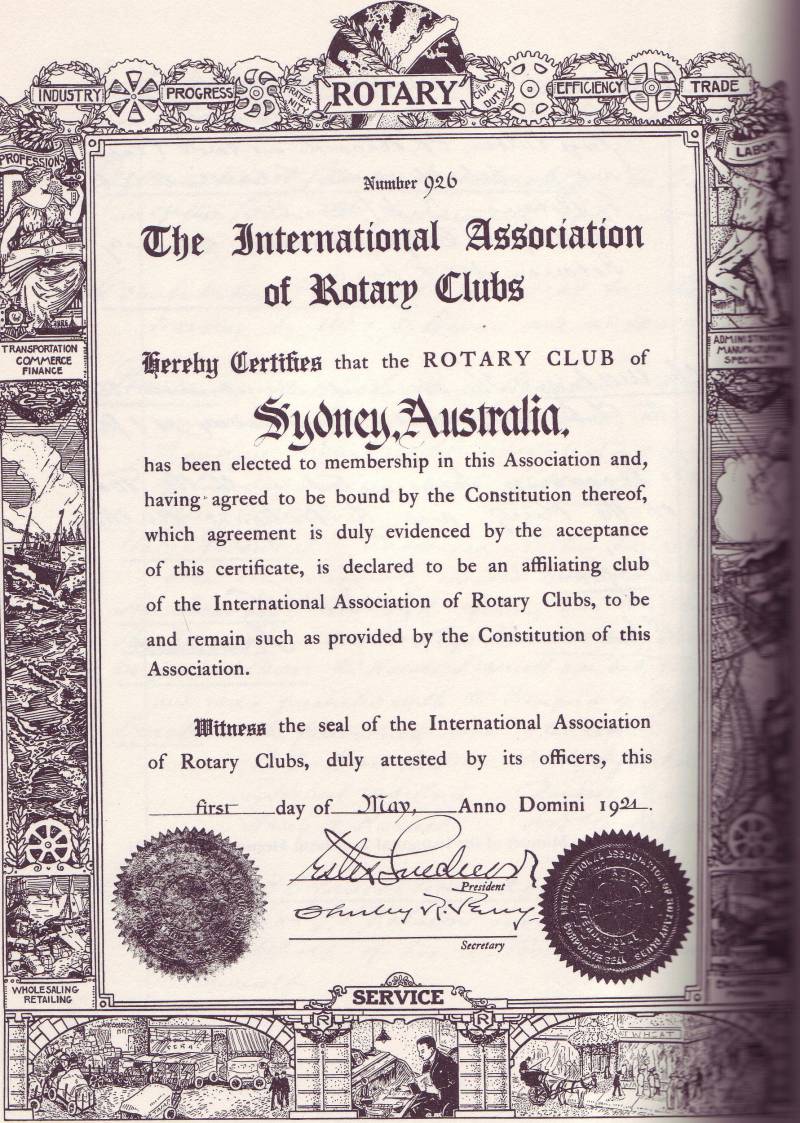 ROTARY
INDUSTRY
PROGRESS
FRATER
NITY
CIVIC
DUTY
EFFICIENCY
TRADE
PROFESSIONS
LABOR
Number 926
The International Association
of Rotary Clubs
TRANSPORTATION
COMMERCE
FINANCE
ADMINISTRATION
MANUFACTURING
Hereby Certifies that the ROTARY CLUB of
Sydney, Australia.
has been elected to membership in this Association and,
having agreed to be bound by the Constitution thereof,
which agreement is duly evidenced by the acceptance
of this certificate, is declared to be an affiliating club
of the International Association of Rotary Clubs, to be
and remain such as provided by the Constitution of this
Association.
Witness the seal of the International Association
of Rotary Clubs, duly attested by its officers, this
first day of May, Anno Domini 1921.
President
Secretary
WHOLESALING
RETAILING
SERVICE
R
R
WHEAT